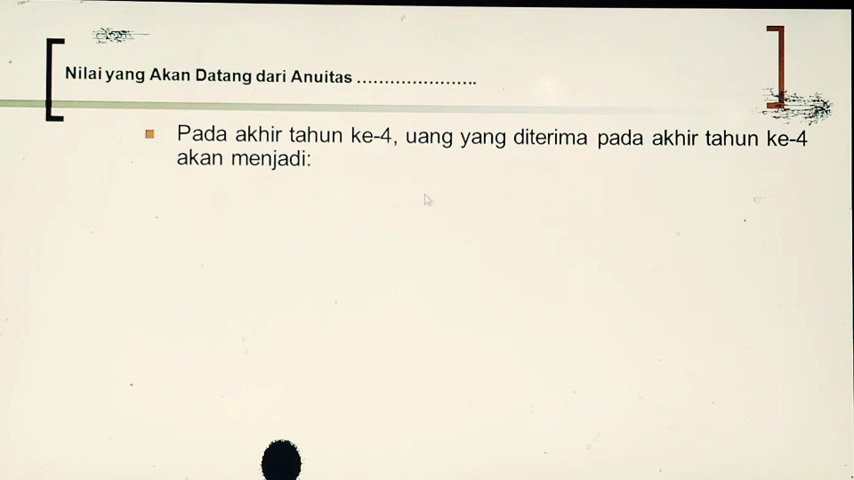 Nilai yang Akan Datang dari Anuitas ......................
Pada akhir tahun ke-4, uang yang diterima pada akhir tahun ke-4
akan menjadi: